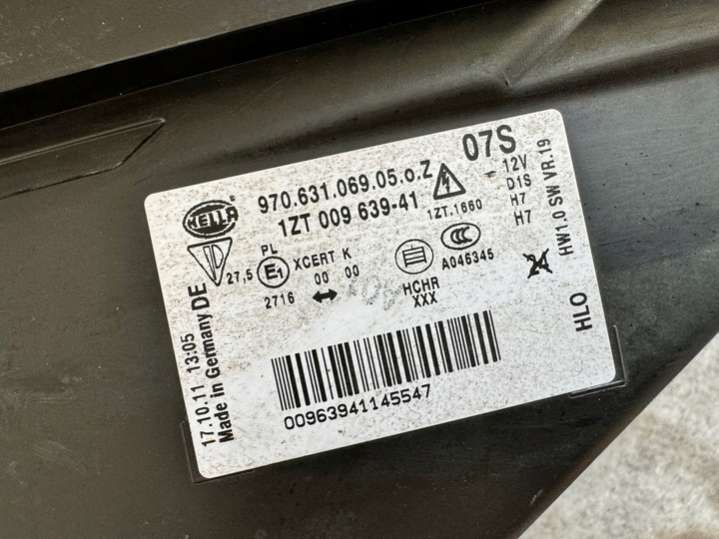 HELLA
970.631.069.05.o.Z
07S
1ZT 009 639-41
1ZT.1660
12V
D1S
H7
H7
HW1.0 SW VR.19
27,5
PL
E1
2716
XCERT K
00 00
HCHR
XXX
A046345
HLO
17.10.11 13:05
Made in Germany DE
00963941145547